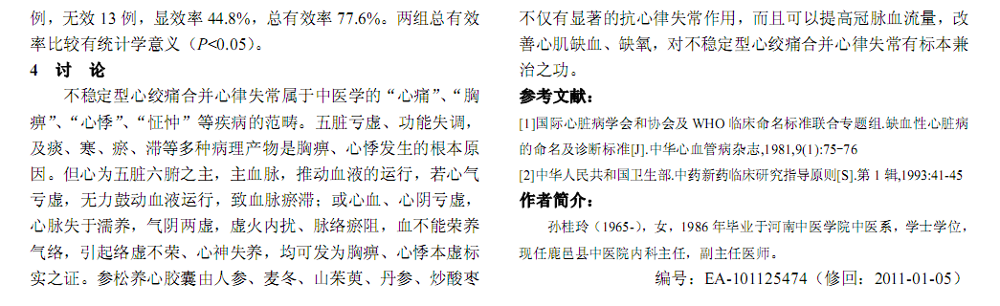 例，无效 13 例，显效率 44.8%，总有效率 77.6%。两组总有效
率比较有统计学意义（P<0.05）。
4 讨 论
不稳定型心绞痛合并心律失常属于中医学的“心痛”、“胸
痹”、“心悸”、“怔忡”等疾病的范畴。五脏亏虚、功能失调，
及痰、寒、瘀、滞等多种病理产物是胸痹、心悸发生的根本原
因。但心为五脏六腑之主，主血脉，推动血液的运行，若心气
亏虚，无力鼓动血液运行，致血脉瘀滞；或心血、心阴亏虚，
心脉失于濡养，气阴两虚，虚火内扰、脉络瘀阻，血不能荣养
气络，引起络虚不荣、心神失养，均可发为胸痹、心悸本虚标
实之证。参松养心胶囊由人参、麦冬、山茱萸、丹参、炒酸枣
不仅有显著的抗心律失常作用，而且可以提高冠脉血流量，改
善心肌缺血、缺氧，对不稳定型心绞痛合并心律失常有标本兼
治之功。
参考文献：
[1]国际心脏病学会和协会及 WHO 临床命名标准联合专题组.缺血性心脏病
的命名及诊断标准[J].中华心血管病杂志,1981,9(1):75-76
[2]中华人民共和国卫生部.中药新药临床研究指导原则[S].第 1 辑,1993:41-45
作者简介：
孙桂玲（1965-），女，1986 年毕业于河南中医学院中医系，学士学位，
现任鹿邑县中医院内科主任，副主任医师。
编号：EA-101125474（修回：2011-01-05）